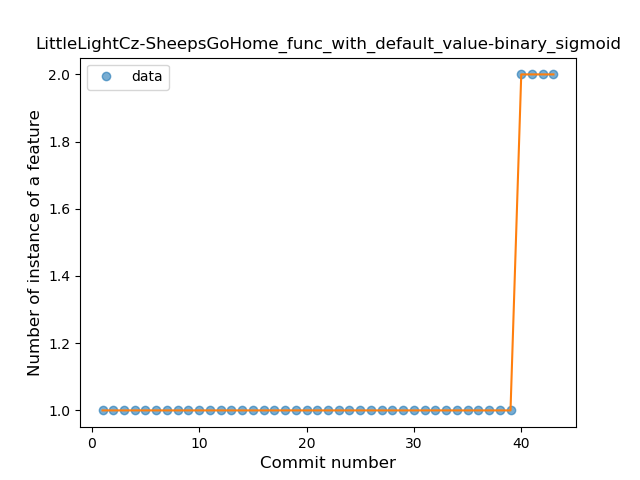 LittleLightCz-SheepsGoHome_func_with_default_value-binary_sigmoid
data
Number of instance of a feature
2.0
1.8
1.6
1.4
1.2
1.0
0 10 20 30 40
Commit number